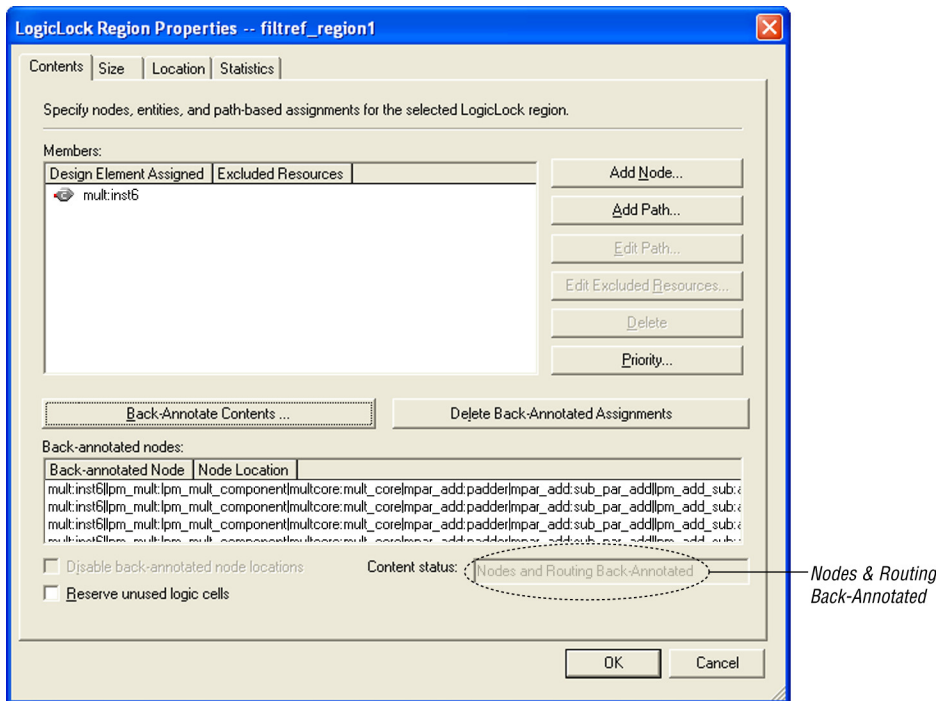 LogicLock Region Properties -- filtref_region1
Contents Size Location Statistics
Specify nodes, entities, and path-based assignments for the selected LogicLock region.
Members:
Design Element Assigned Excluded Resources
mult:inst6
Add Node...
Add Path...
Edit Path...
Edit Excluded Resources...
Delete
Priority...
Back-Annotate Contents ...
Delete Back-Annotated Assignments
Back-annotated nodes:
Back-annotated Node Node Location
mult:inst6|lpm_mult:lpm_mult_component|multcore:mult_core|mpar_add:padder|mpar_add:sub_par_add|lpm_add_sub:a
mult:inst6|lpm_mult:lpm_mult_component|multcore:mult_core|mpar_add:padder|mpar_add:sub_par_add|lpm_add_sub:a
mult:inst6|lpm_mult:lpm_mult_component|multcore:mult_core|mpar_add:padder|mpar_add:sub_par_add|lpm_add_sub:a
Disable back-annotated node locations
Content status: Nodes and Routing Back-Annotated
Reserve unused logic cells
Nodes & Routing
Back-Annotated
OK Cancel